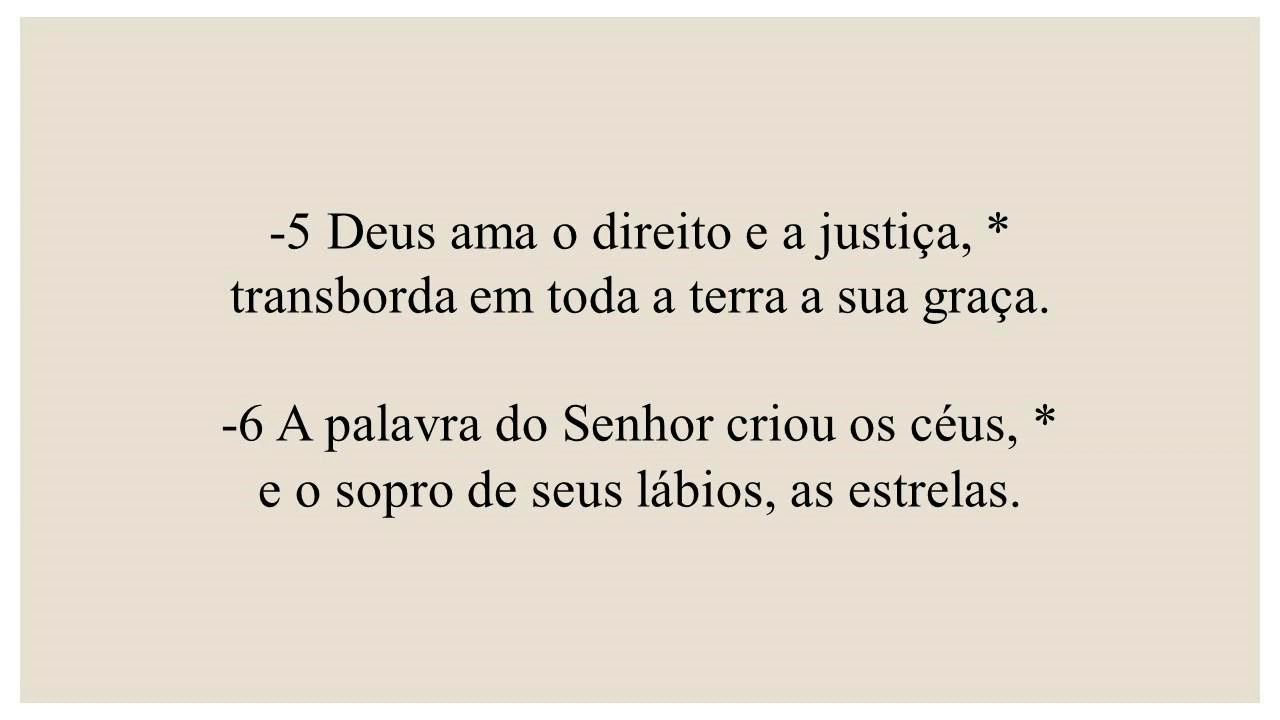 -5 Deus ama o direito e a justiça, *
transborda em toda a terra a sua graça.
-6 A palavra do Senhor criou os céus, *
e o sopro de seus lábios, as estrelas.